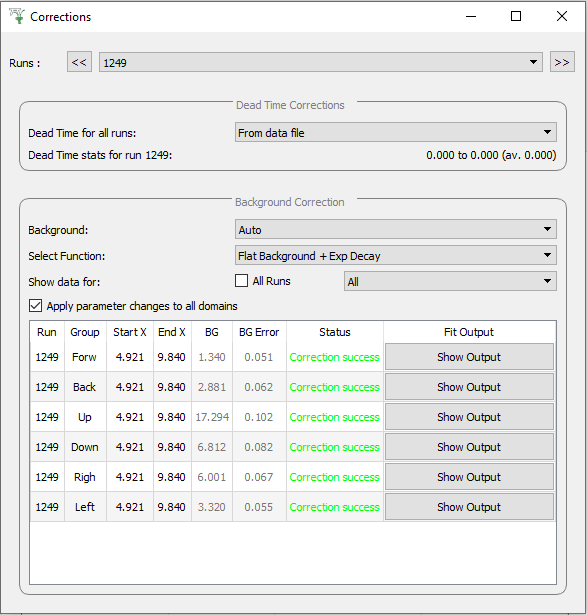 Corrections
Runs : << 1249 >>
Dead Time Corrections
Dead Time for all runs: From data file
Dead Time stats for run 1249: 0.000 to 0.000 (av. 0.000)
Background Correction
Background: Auto
Select Function: Flat Background + Exp Decay
Show data for: All Runs All
Apply parameter changes to all domains
Run Group Start X End X BG BG Error Status Fit Output
1249 Forw 4.921 9.840 1.340 0.051 Correction success Show Output
1249 Back 4.921 9.840 2.881 0.062 Correction success Show Output
1249 Up 4.921 9.840 17.294 0.102 Correction success Show Output
1249 Down 4.921 9.840 6.812 0.082 Correction success Show Output
1249 Righ 4.921 9.840 6.001 0.067 Correction success Show Output
1249 Left 4.921 9.840 3.320 0.055 Correction success Show Output